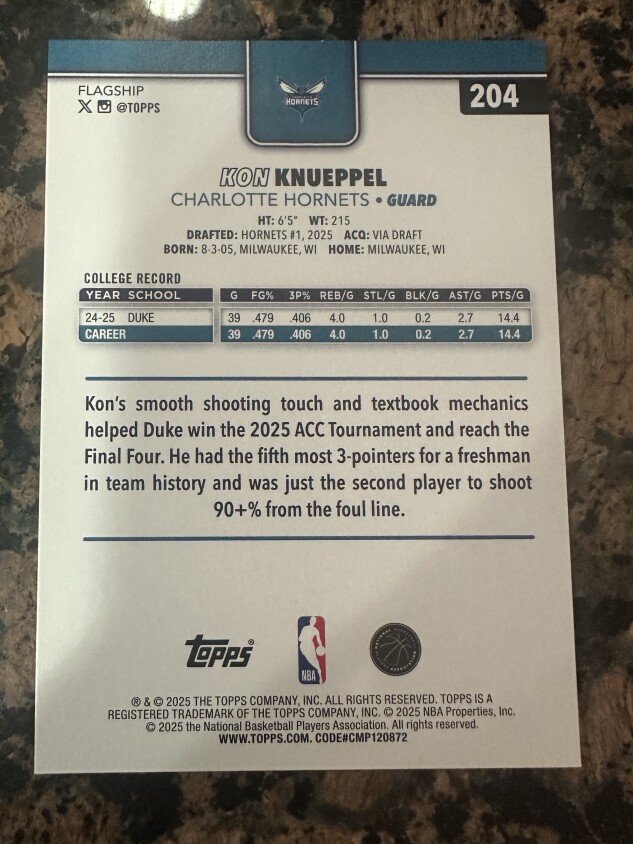 FLAGSHIP
204
X @TOPPS
HORNETS
KON KNUEPPEL
CHARLOTTE HORNETS • GUARD
HT: 6'5" WT: 215
DRAFTED: HORNETS #1, 2025 ACQ: VIA DRAFT
BORN: 8-3-05, MILWAUKEE, WI HOME: MILWAUKEE, WI
COLLEGE RECORD
YEAR SCHOOL G FG% 3P% REB/G STL/G BLK/G AST/G PTS/G
24-25 DUKE 39 .479 .406 4.0 1.0 0.2 2.7 14.4
CAREER 39 .479 .406 4.0 1.0 0.2 2.7 14.4
Kon's smooth shooting touch and textbook mechanics
helped Duke win the 2025 ACC Tournament and reach the
Final Four. He had the fifth most 3-pointers for a freshman
in team history and was just the second player to shoot
90+% from the foul line.
topps®
NBA
® & © 2025 THE TOPPS COMPANY, INC. ALL RIGHTS RESERVED. TOPPS IS A
REGISTERED TRADEMARK OF THE TOPPS COMPANY, INC. © 2025 NBA Properties, Inc.
© 2025 the National Basketball Players Association. All rights reserved.
WWW.TOPPS.COM. CODE#CMP120872